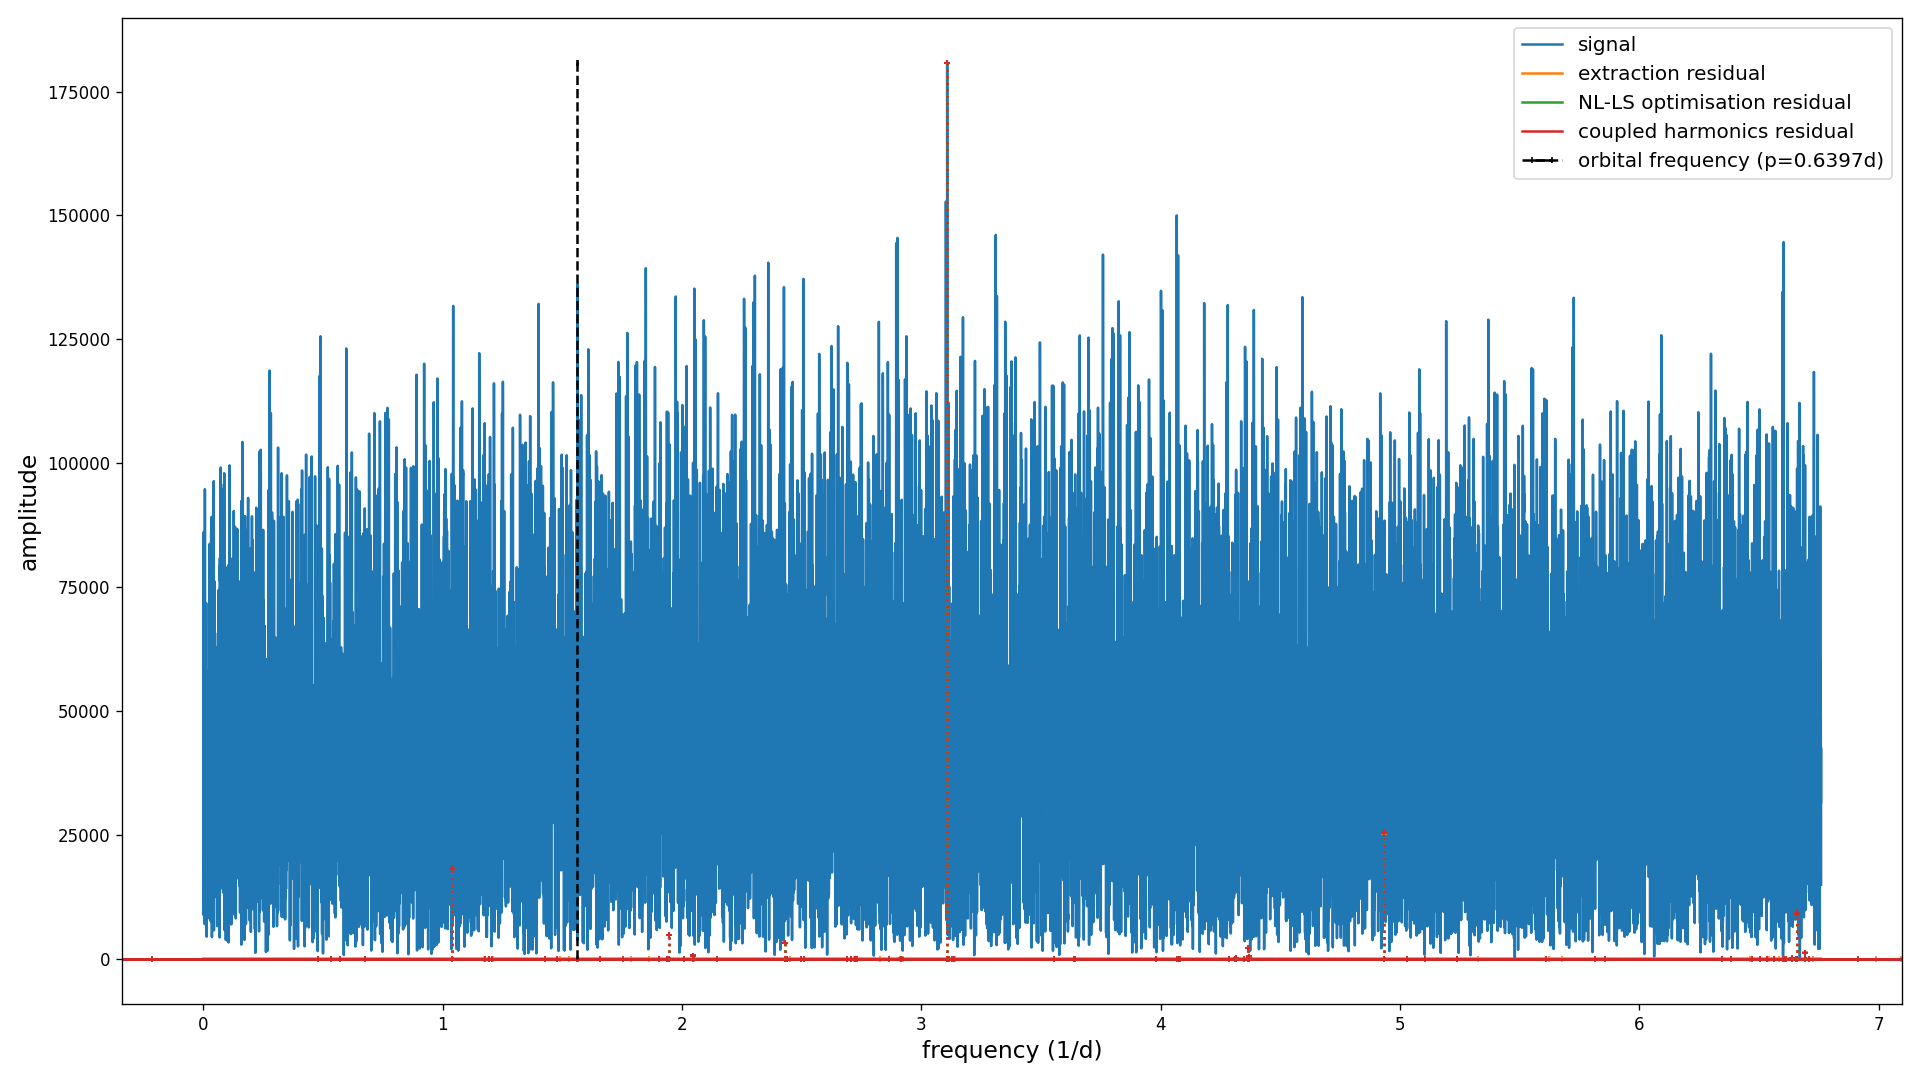 signal
extraction residual
NL-LS optimisation residual
coupled harmonics residual
orbital frequency (p=0.6397d)
175000
150000
125000
100000
75000
50000
25000
0
amplitude
0 1 2 3 4 5 6 7
frequency (1/d)